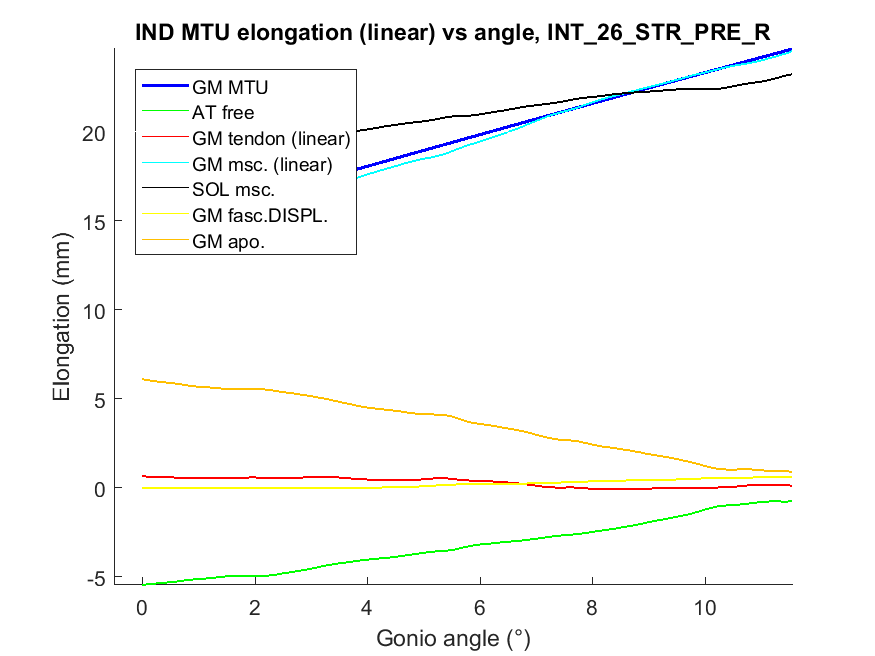 IND MTU elongation (linear) vs angle, INT_26_STR_PRE_R
GM MTU
AT free
GM tendon (linear)
GM msc. (linear)
SOL msc.
GM fasc.DISPL.
GM apo.
Elongation (mm)
20
15
10
5
0
-5
0 2 4 6 8 10
Gonio angle (°)